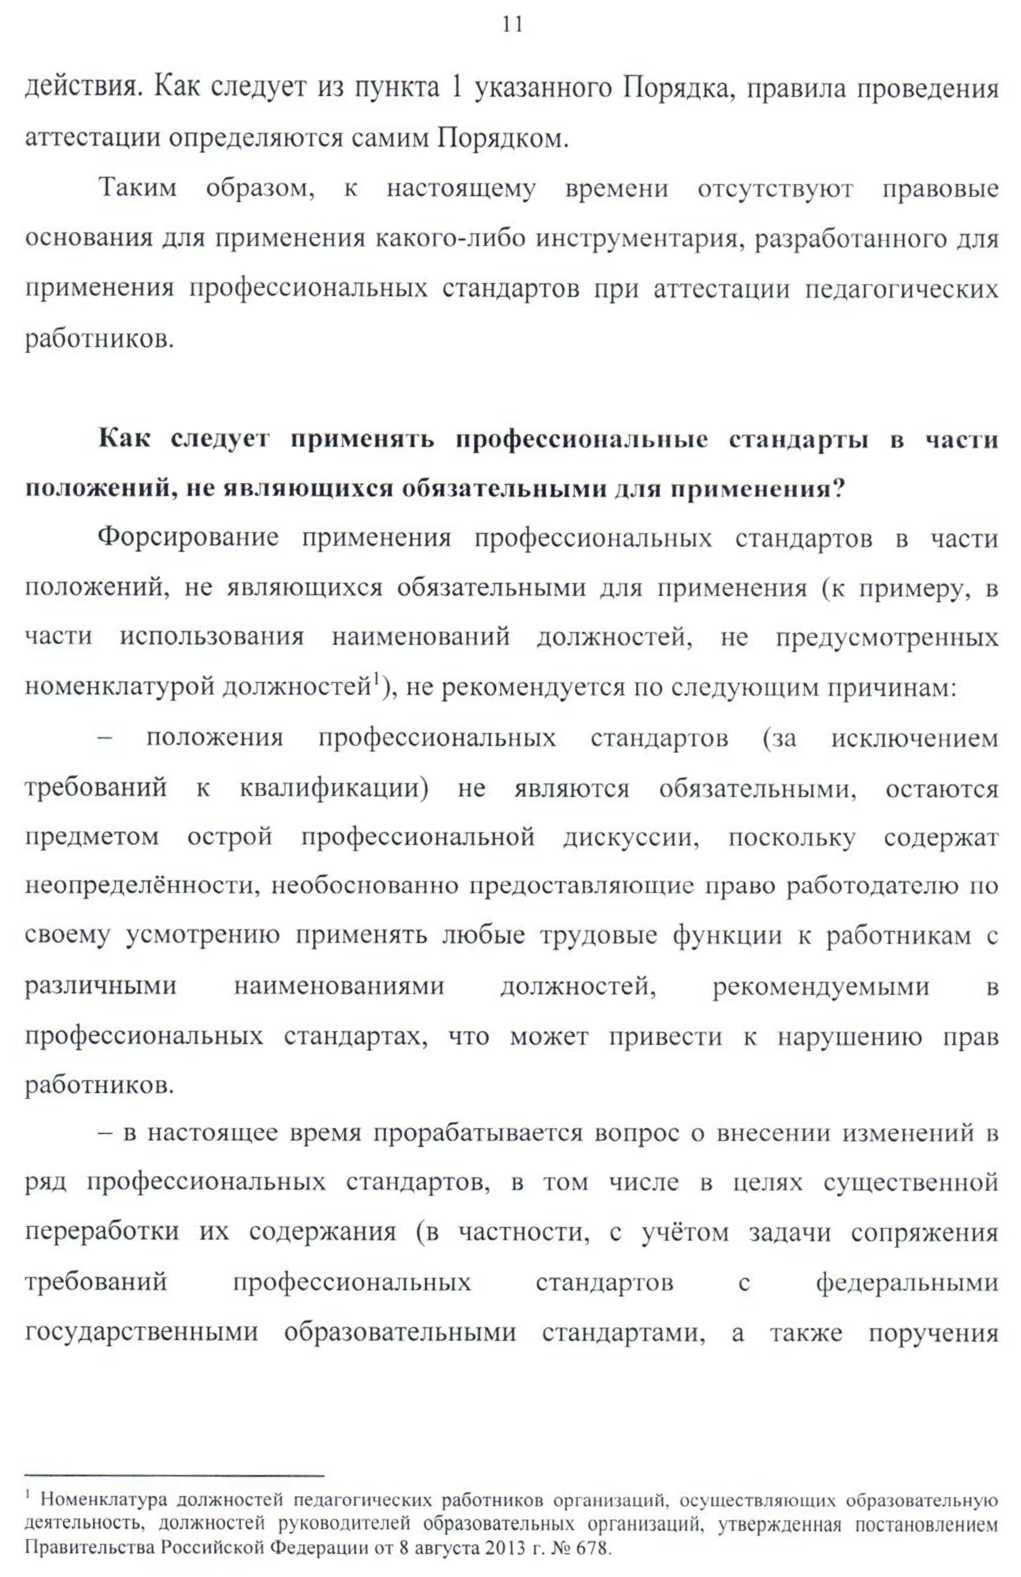 11
действия. Как следует из пункта 1 указанного Порядка, правила проведения
аттестации определяются самим Порядком.
Таким образом, к настоящему времени отсутствуют правовые
основания для применения какого-либо инструментария, разработанного для
применения профессиональных стандартов при аттестации педагогических
работников.
Как следует применять профессиональные стандарты в части
положений, не являющихся обязательными для применения?
Форсирование применения профессиональных стандартов в части
положений, не являющихся обязательными для применения (к примеру, в
части использования наименований должностей, не предусмотренных
номенклатурой должностей¹), не рекомендуется по следующим причинам:
– положения профессиональных стандартов (за исключением
требований к квалификации) не являются обязательными, остаются
предметом острой профессиональной дискуссии, поскольку содержат
неопределённости, необоснованно предоставляющие право работодателю по
своему усмотрению применять любые трудовые функции к работникам с
различными наименованиями должностей, рекомендуемыми в
профессиональных стандартах, что может привести к нарушению прав
работников.
– в настоящее время прорабатывается вопрос о внесении изменений в
ряд профессиональных стандартов, в том числе в целях существенной
переработки их содержания (в частности, с учётом задачи сопряжения
требований профессиональных стандартов с федеральными
государственными образовательными стандартами, а также поручения
¹ Номенклатура должностей педагогических работников организаций, осуществляющих образовательную
деятельность, должностей руководителей образовательных организаций, утвержденная постановлением
Правительства Российской Федерации от 8 августа 2013 г. № 678.